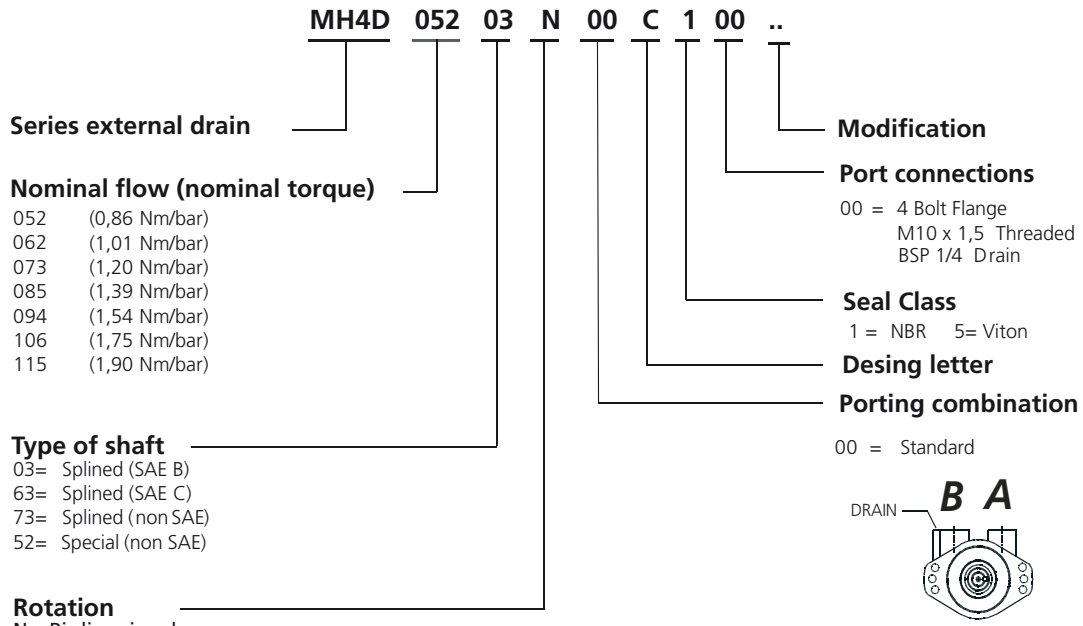 MH4D 052 03 N 00 C 1 00 ..
Series external drain
Nominal flow (nominal torque)
052 (0,86 Nm/bar)
062 (1,01 Nm/bar)
073 (1,20 Nm/bar)
085 (1,39 Nm/bar)
094 (1,54 Nm/bar)
106 (1,75 Nm/bar)
115 (1,90 Nm/bar)
Type of shaft
03= Splined (SAE B)
63= Splined (SAE C)
73= Splined (non SAE)
52= Special (non SAE)
Rotation
Modification
Port connections
00 = 4 Bolt Flange
M10 x 1,5 Threaded
BSP 1/4 Drain
Seal Class
1 = NBR 5= Viton
Desing letter
Porting combination
00 = Standard
DRAIN B A